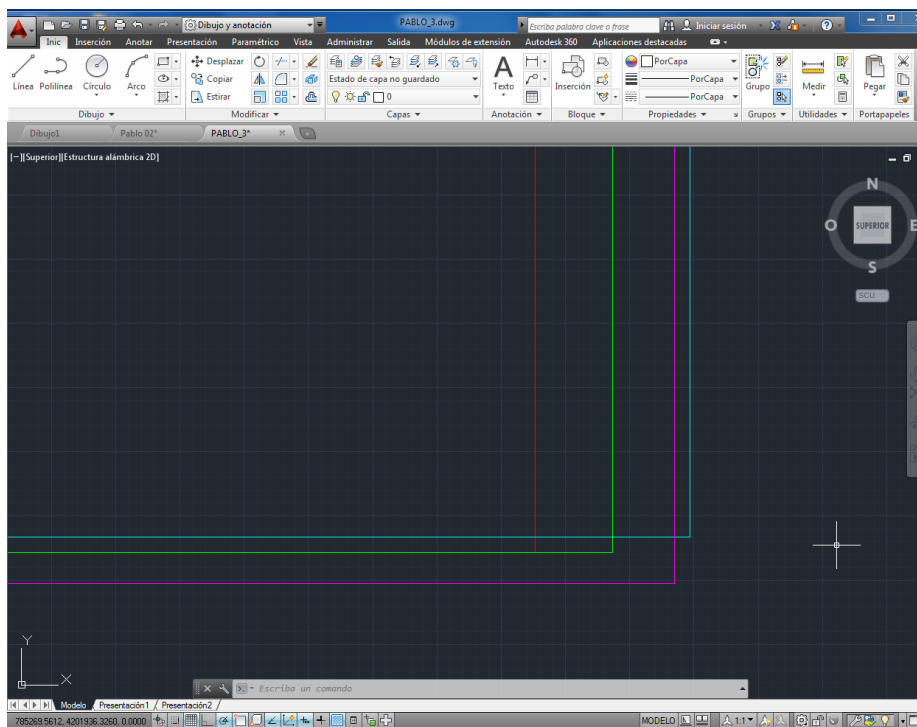 PABLO_3.dwg
Dibujo y anotación
Escriba palabra clave o frase
Iniciar sesión
Inic Inserción Anotar Presentación Paramétrico Vista Administrar Salida Módulos de extensión Autodesk 360 Aplicaciones destacadas
Línea Polilínea Círculo Arco
Desplazar
Copiar
Estirar
Estado de capa no guardado
0
Texto
Inserción
PorCapa
PorCapa
PorCapa
Grupo
Medir
Pegar
Dibujo Modificar Capas Anotación Bloque Propiedades Grupos Utilidades Portapapeles
Dibujo1 Pablo 02* PABLO_3*
[−][Superior][Estructura alámbrica 2D]
N
O SUPERIOR E
S
SCU
Y
X
Escriba un comando
Modelo Presentación1 Presentación2
785269.5612, 4201936.3260, 0.0000 MODELO 1:1